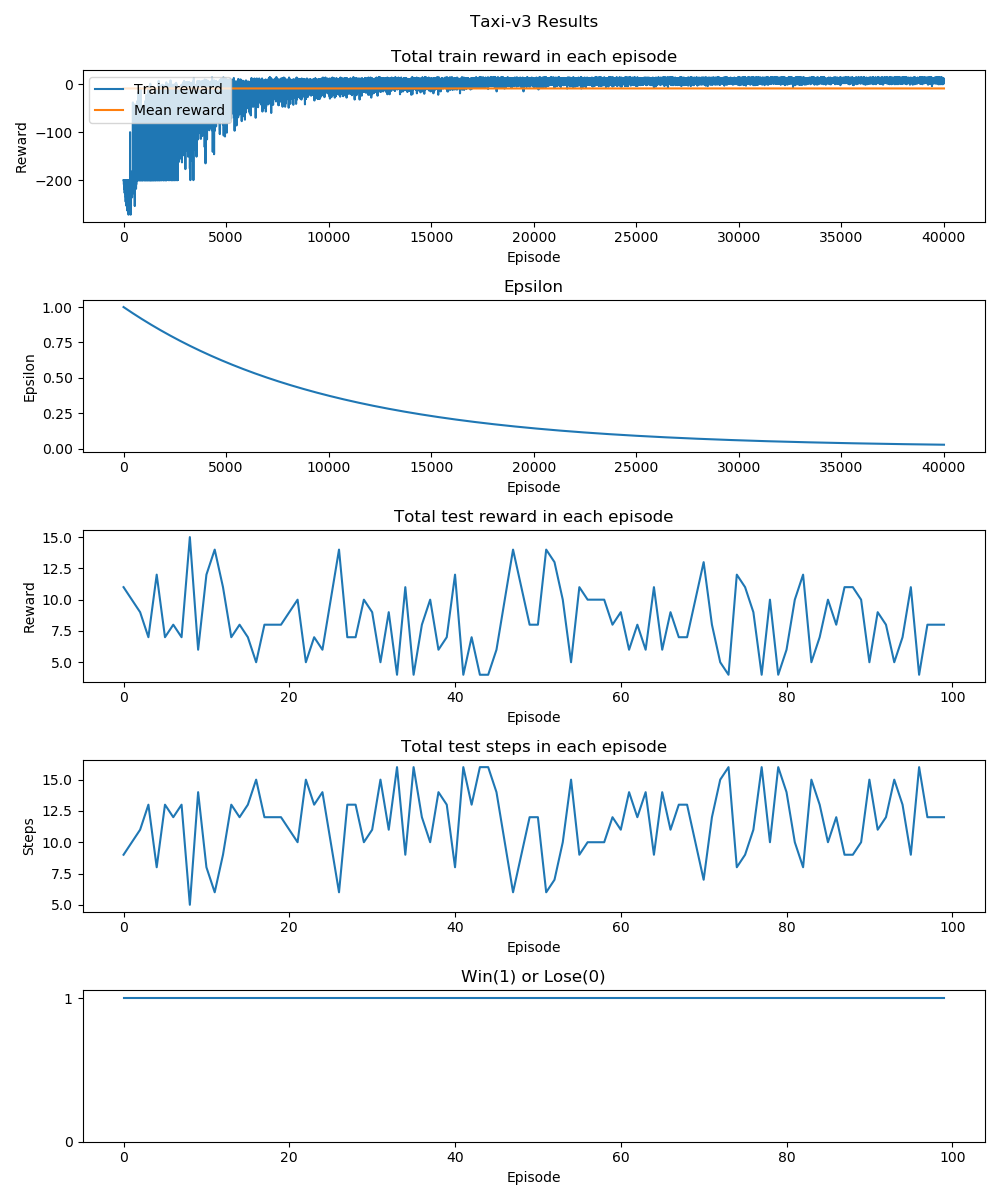 Taxi-v3 Results
Total train reward in each episode
Reward
0
−100
−200
Train reward
Mean reward
0 5000 10000 15000 20000 25000 30000 35000 40000
Episode
Epsilon
Epsilon
1.00
0.75
0.50
0.25
0.00
0 5000 10000 15000 20000 25000 30000 35000 40000
Episode
Total test reward in each episode
Reward
15.0
12.5
10.0
7.5
5.0
0 20 40 60 80 100
Episode
Total test steps in each episode
Steps
15.0
12.5
10.0
7.5
5.0
0 20 40 60 80 100
Episode
Win(1) or Lose(0)
1
0
0 20 40 60 80 100
Episode